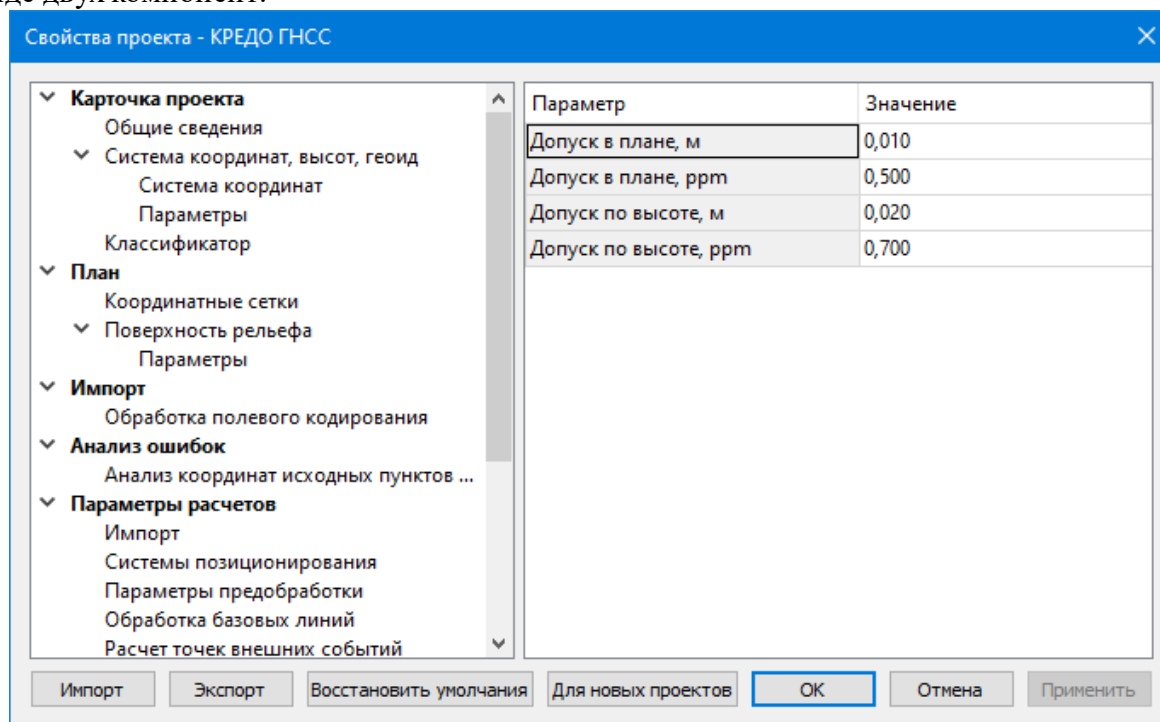 де двух компонент.
Свойства проекта - КРЕДО ГНСС
Карточка проекта
Общие сведения
Система координат, высот, геоид
Система координат
Параметры
Классификатор
План
Координатные сетки
Поверхность рельефа
Параметры
Импорт
Обработка полевого кодирования
Анализ ошибок
Анализ координат исходных пунктов ...
Параметры расчетов
Импорт
Системы позиционирования
Параметры предобработки
Обработка базовых линий
Расчет точек внешних событий
Параметр Значение
Допуск в плане, м 0,010
Допуск в плане, ppm 0,500
Допуск по высоте, м 0,020
Допуск по высоте, ppm 0,700
Импорт Экспорт Восстановить умолчания Для новых проектов OK Отмена Применить